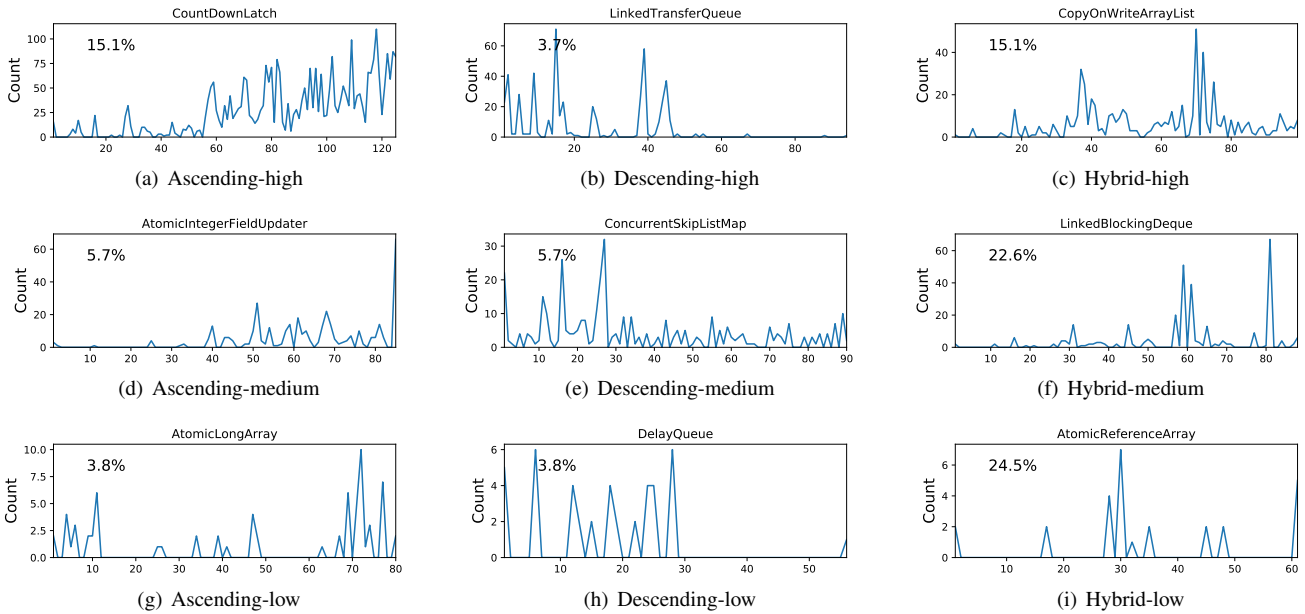 CountDownLatch
15.1%
Count
100
75
50
25
0
20 40 60 80 100 120
(a) Ascending-high
LinkedTransferQueue
3.7%
Count
60
40
20
0
20 40 60 80
(b) Descending-high
CopyOnWriteArrayList
15.1%
Count
40
20
0
20 40 60 80
(c) Hybrid-high
AtomicIntegerFieldUpdater
5.7%
Count
60
40
20
0
10 20 30 40 50 60 70 80
(d) Ascending-medium
ConcurrentSkipListMap
5.7%
Count
30
20
10
0
10 20 30 40 50 60 70 80 90
(e) Descending-medium
LinkedBlockingDeque
22.6%
Count
60
40
20
0
10 20 30 40 50 60 70 80
(f) Hybrid-medium
AtomicLongArray
3.8%
Count
10.0
7.5
5.0
2.5
0.0
10 20 30 40 50 60 70 80
(g) Ascending-low
DelayQueue
3.8%
Count
6
4
2
0
10 20 30 40 50
(h) Descending-low
AtomicReferenceArray
24.5%
Count
6
4
2
0
10 20 30 40 50 60
(i) Hybrid-low